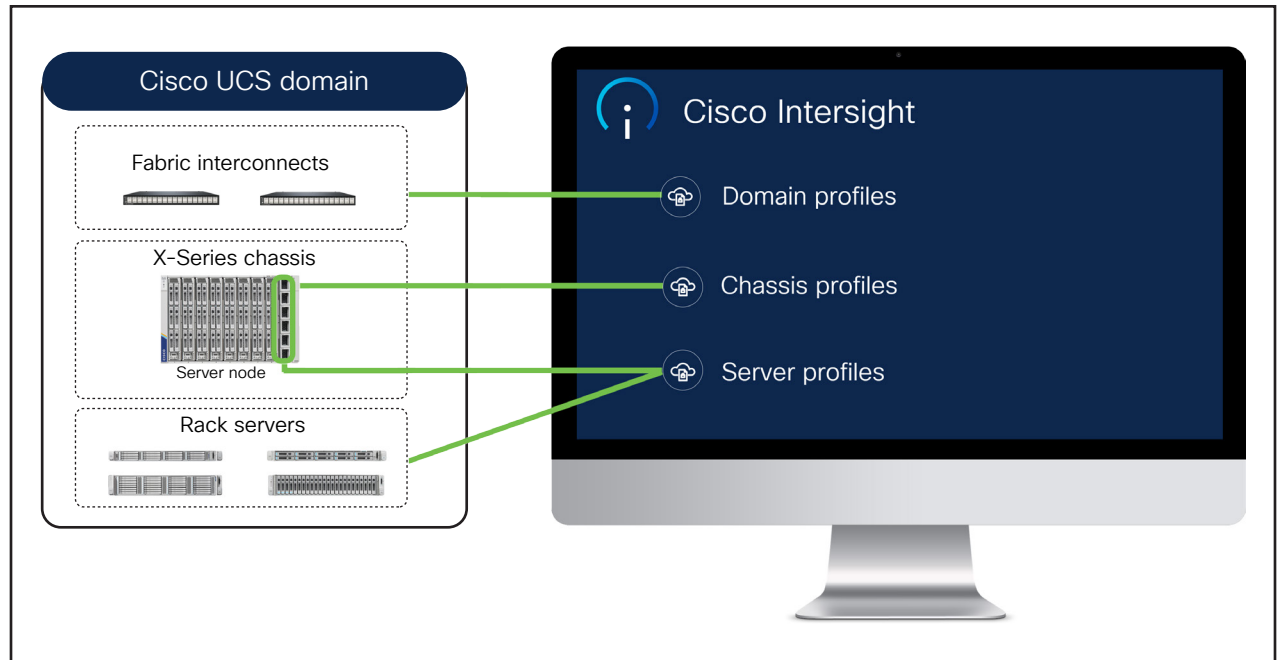 Cisco UCS domain
Fabric interconnects
X-Series chassis
Server node
Rack servers
Cisco Intersight
Domain profiles
Chassis profiles
Server profiles